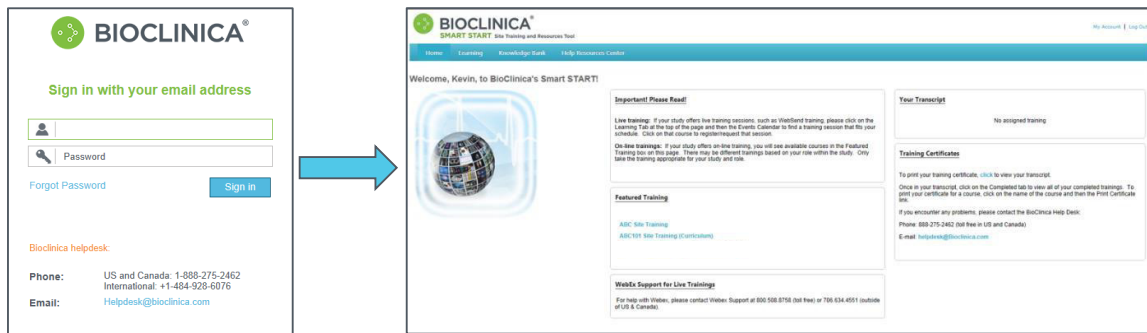 BIOCLINICA®
Sign in with your email address
Password
Forgot Password
Sign in
Bioclinica helpdesk:
Phone: US and Canada: 1-888-275-2462
International: +1-484-928-6076
Email: Helpdesk@bioclinica.com
BIOCLINICA®
SMART START Site Training and Resources Tool
My Account | Log Out
Home Learning Knowledge Bank Help Resources Center
Welcome, Kevin, to BioClinica's Smart START!
Important! Please Read!
Live training: If your study offers live training sessions, such as WebSend training, please click on the
Learning Tab at the top of the page and then the Events Calendar to find a training session that fits your
schedule. Click on that course to register/request that session.
On-line trainings: If your study offers on-line training, you will see available courses in the Featured
Training box on this page. There may be different trainings based on your role within the study. Only
take the training appropriate for your study and role.
Featured Training
ABC Site Training
ABC101 Site Training (Curriculum)
WebEx Support for Live Trainings
For help with Webex, please contact Webex Support at 800.508.8758 (toll free) or 786.634.4551 (outside
of US & Canada)
Your Transcript
No assigned training
Training Certificates
To print your training certificate, click to view your transcript.
Once in your transcript, click on the Completed tab to view all of your completed trainings. To
print your certificate for a course, click on the name of the course and then the Print Certificate
link.
If you encounter any problems, please contact the BioClinica Help Desk:
Phone: 888-275-2462 (toll free in US and Canada)
E-mail: helpdesk@bioclinica.com